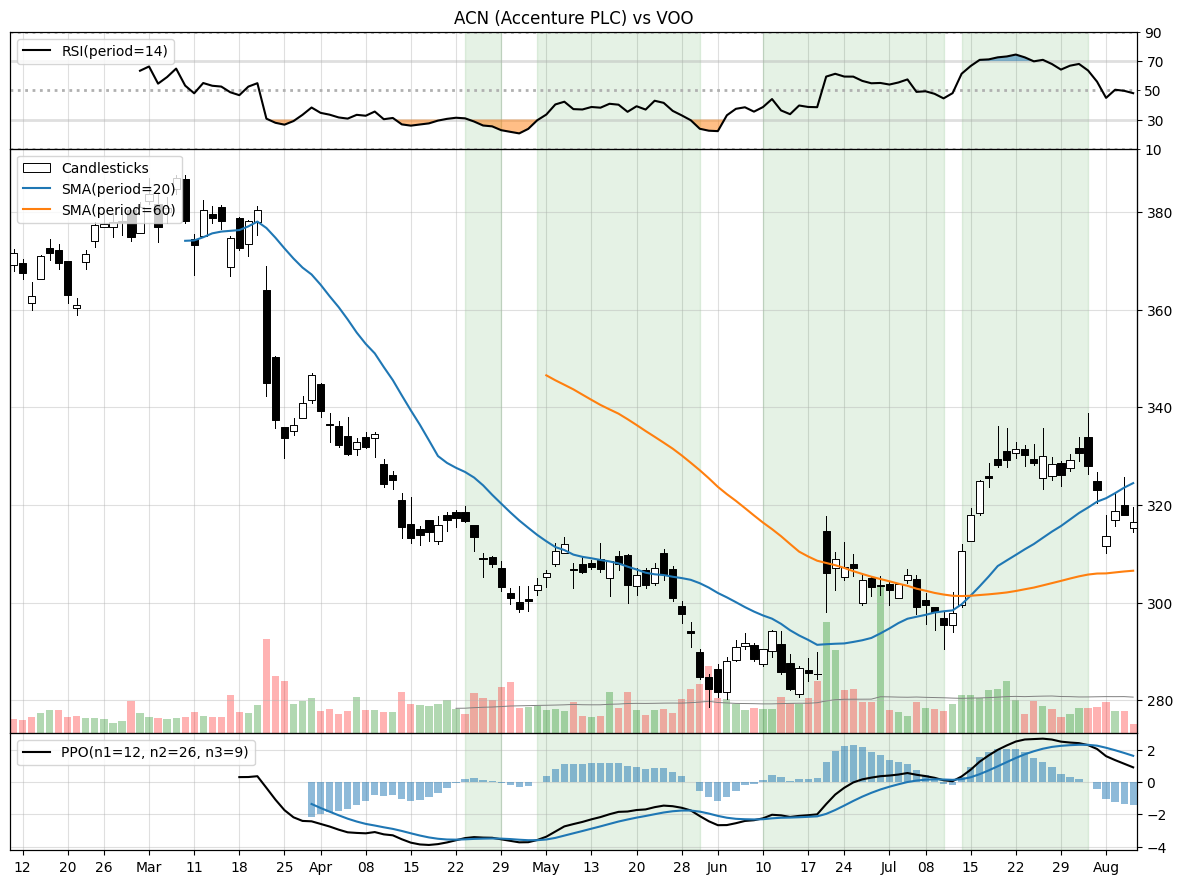 ACN (Accenture PLC) vs VOO
RSI(period=14)
90
70
50
30
10
Candlesticks
SMA(period=20)
SMA(period=60)
380
360
340
320
300
280
PPO(n1=12, n2=26, n3=9)
2
0
−2
−4
12 20 26 Mar 11 18 25 Apr 08 15 22 29 May 13 20 28 Jun 10 17 24 Jul 08 15 22 29 Aug